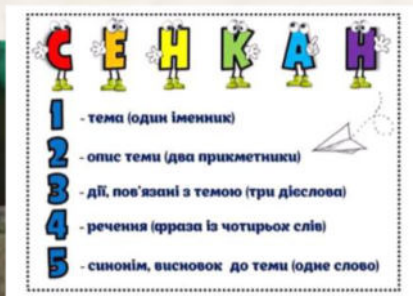 СЕНКАН
1 - тема (один іменник)
2 - опис теми (два прикметники)
3 - дії, пов'язані з темою (три дієслова)
4 - речення (фраза із чотирьох слів)
5 - синонім, висновок до теми (одне слово)